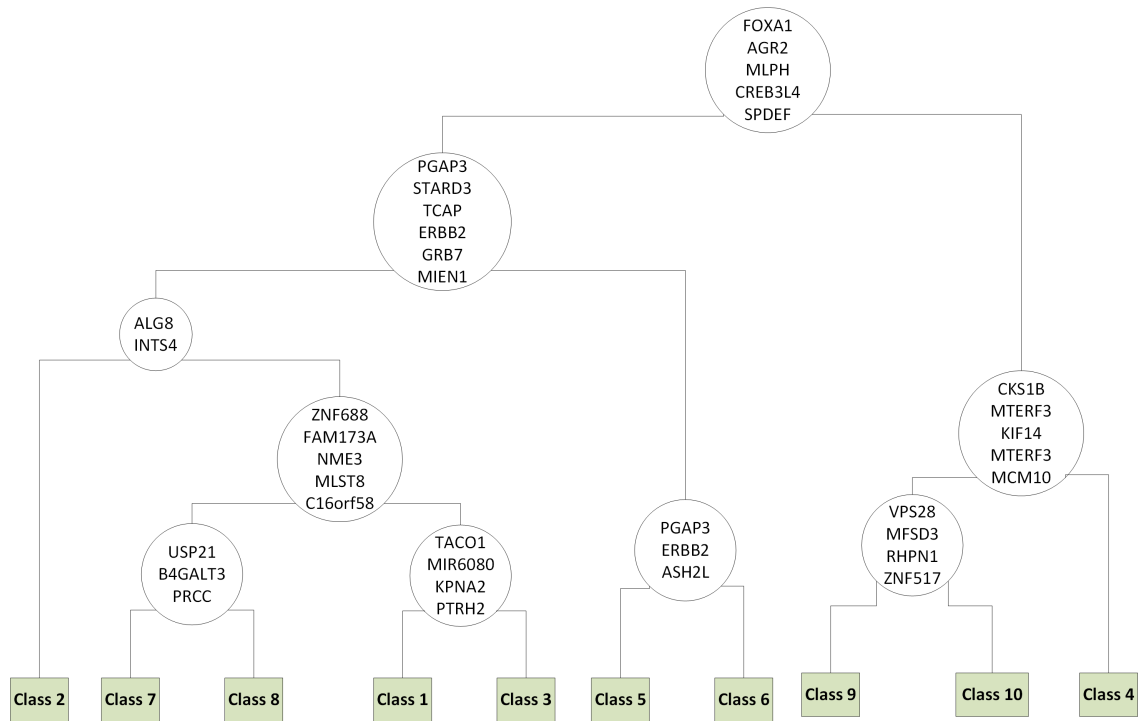 FOXA1
AGR2
MLPH
CREB3L4
SPDEF
PGAP3
STARD3
TCAP
ERBB2
GRB7
MIEN1
ALG8
INTS4
CKS1B
MTERF3
KIF14
MTERF3
MCM10
ZNF688
FAM173A
NME3
MLST8
C16orf58
VPS28
MFSD3
RHPN1
ZNF517
PGAP3
ERBB2
ASH2L
USP21
B4GALT3
PRCC
TACO1
MIR6080
KPNA2
PTRH2
Class 2
Class 7
Class 8
Class 1
Class 3
Class 5
Class 6
Class 9
Class 10
Class 4